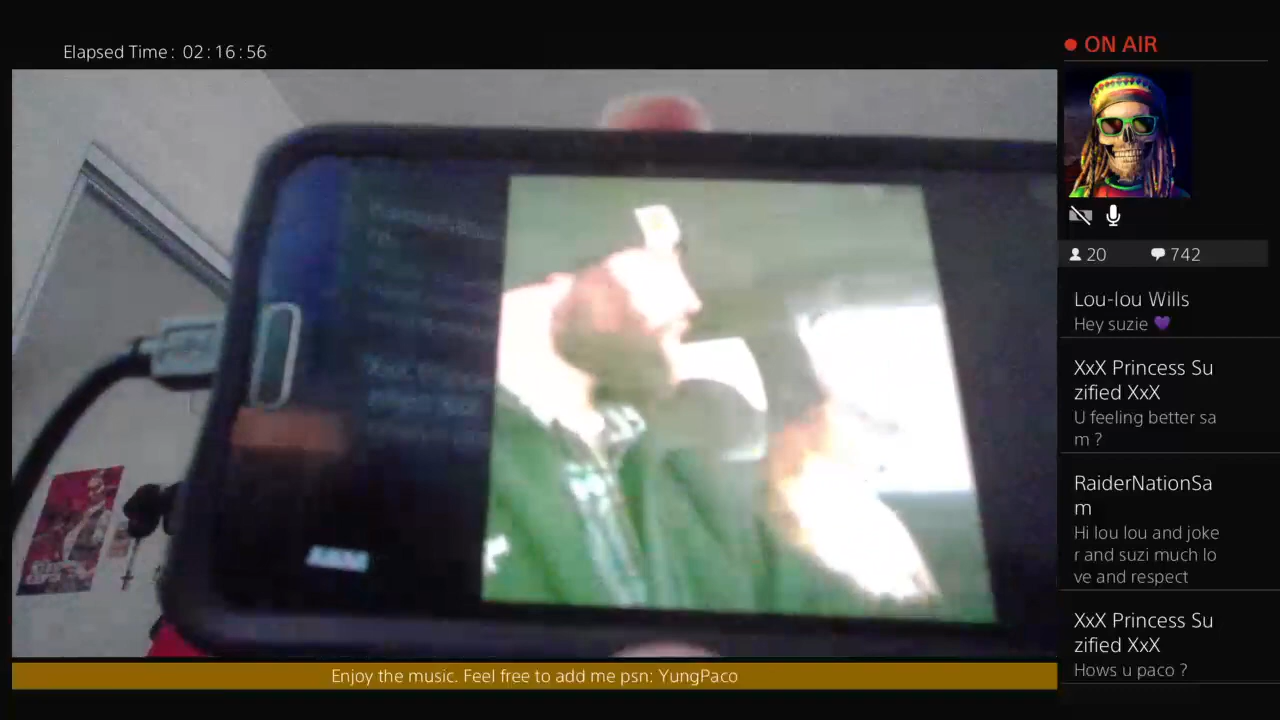 Elapsed Time: 02:16:56
ON AIR
20
742
Lou-lou Wills
Hey suzie 💜
XxX Princess Su
zified XxX
U feeling better sa
m ?
RaiderNationSa
m
Hi lou lou and joke
r and suzi much lo
ve and respect
XxX Princess Su
zified XxX
Hows u paco ?
Enjoy the music. Feel free to add me psn: YungPaco